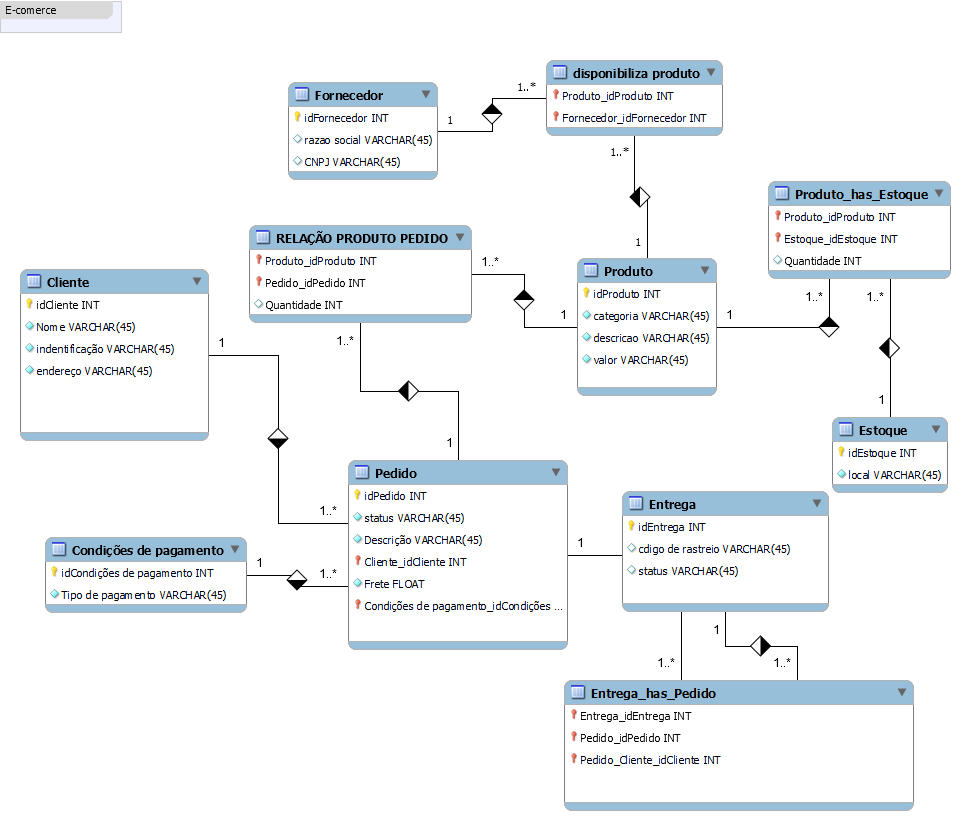 E-comerce
Fornecedor
idFornecedor INT
razao social VARCHAR(45)
CNPJ VARCHAR(45)
1
1..*
disponibiliza produto
Produto_idProduto INT
Fornecedor_idFornecedor INT
1..*
1
Produto_has_Estoque
Produto_idProduto INT
Estoque_idEstoque INT
Quantidade INT
RELAÇÃO PRODUTO PEDIDO
Produto_idProduto INT
Pedido_idPedido INT
Quantidade INT
1..*
1
Produto
idProduto INT
categoria VARCHAR(45)
descricao VARCHAR(45)
valor VARCHAR(45)
1
1..*
1..*
1
Cliente
idCliente INT
Nome VARCHAR(45)
indentificação VARCHAR(45)
endereço VARCHAR(45)
1
1..*
1..*
1
Estoque
idEstoque INT
local VARCHAR(45)
Pedido
idPedido INT
status VARCHAR(45)
Descrição VARCHAR(45)
Cliente_idCliente INT
Frete FLOAT
Condições de pagamento_idCondições ...
Condições de pagamento
idCondições de pagamento INT
Tipo de pagamento VARCHAR(45)
1
1..*
1
Entrega
idEntrega INT
cdigo de rastreio VARCHAR(45)
status VARCHAR(45)
1..*
1
1..*
Entrega_has_Pedido
Entrega_idEntrega INT
Pedido_idPedido INT
Pedido_Cliente_idCliente INT